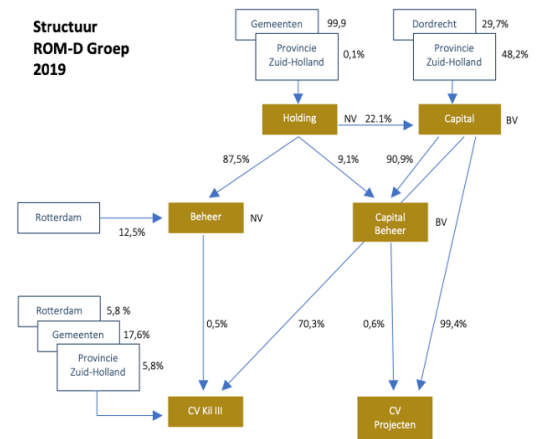 Structuur
ROM-D Groep
2019
Gemeenten 99,9
Provincie
Zuid-Holland
0,1%
Dordrecht 29,7%
Provincie
Zuid-Holland
48,2%
Holding NV 22.1% Capital BV
87,5% 9,1% 90,9%
Rotterdam
12,5%
Beheer NV
Capital
Beheer
BV
Rotterdam 5,8 %
Gemeenten 17,6%
Provincie
Zuid-Holland
5,8%
0,5% 70,3% 0,6% 99,4%
CV Kil III
CV
Projecten